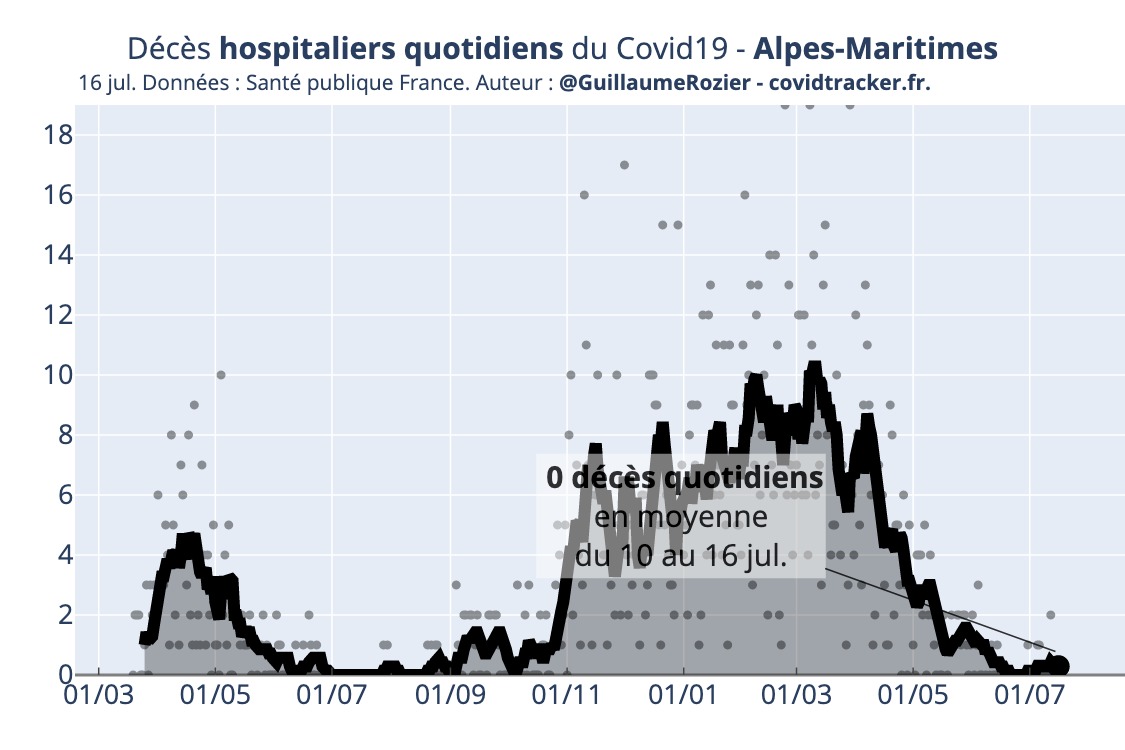 Décès hospitaliers quotidiens du Covid19 - Alpes-Maritimes
16 jul. Données : Santé publique France. Auteur : @GuillaumeRozier - covidtracker.fr.
18
16
14
12
10
8
6
4
2
0
0 décès quotidiens
en moyenne
du 10 au 16 jul.
01/03 01/05 01/07 01/09 01/11 01/01 01/03 01/05 01/07